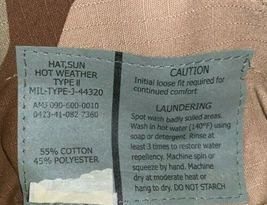 HAT,SUN
HOT WEATHER
TYPE II
MIL-TYPE-J-44320
AMJ 090-600-0010
0423-41-082-7360
55% COTTON
45% POLYESTER
CAUTION
Initial loose fit required for
continued comfort
LAUNDERING
Spot wash badly soiled areas.
Wash in hot water (140°F) using
soap or detergent. Rinse at
least 3 times to restore water
repellency. Machine spin or
squeeze by hand. Machine
dry at moderate heat or
hang to dry. DO NOT STARCH